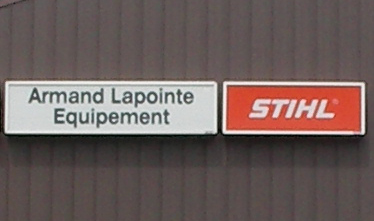 Armand Lapointe
Equipement
STIHL